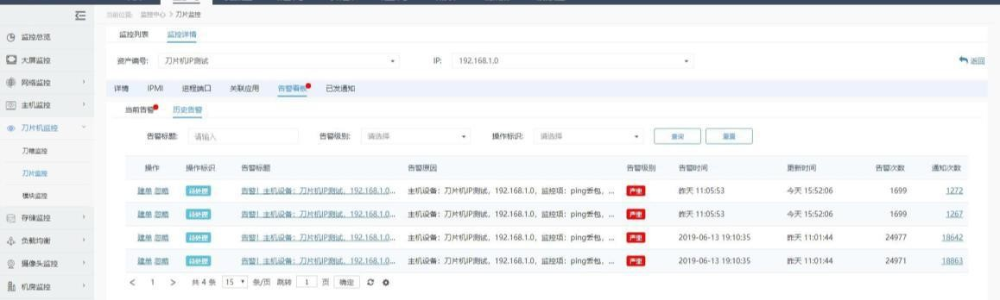 当前位置: 监控中心 > 刀片监控
监控总览
大屏监控
网络监控
主机监控
刀片机监控
刀箱监控
刀片监控
模块监控
存储监控
负载均衡
摄像头监控
机房监控
监控列表 监控详情
资产编号: 刀片机IP测试 IP: 192.168.1.0 返回
详情 IPMI 进程端口 关联应用 告警看板 已发通知
当前告警 历史告警
告警标题: 请输入 告警级别: 请选择 操作标识: 请选择 查询 重置
操作 操作标识 告警标题 告警原因 告警级别 告警时间 更新时间 告警次数 通知次数
建单 忽略 待处理 告警！主机设备：刀片机IP测试，192.168.1.0... 主机设备：刀片机IP测试，192.168.1.0，监控项：ping丢包，... 严重 昨天 11:05:53 今天 15:52:06 1699 1272
建单 忽略 待处理 告警！主机设备：刀片机IP测试，192.168.1.0... 主机设备：刀片机IP测试，192.168.1.0，监控项：ping丢包，... 严重 昨天 11:05:53 今天 15:52:06 1699 1267
建单 忽略 待处理 告警！主机设备：刀片机IP测试，192.168.1.0... 主机设备：刀片机IP测试，192.168.1.0，监控项：ping丢包，... 严重 2019-06-13 19:10:35 昨天 11:01:44 24977 18642
建单 忽略 待处理 告警！主机设备：刀片机IP测试，192.168.1.0... 主机设备：刀片机IP测试，192.168.1.0，监控项：ping丢包，... 严重 2019-06-13 19:10:35 昨天 11:01:44 24971 18863
< 1 > 共 4 条 15 条/页 跳转 1 页 确定